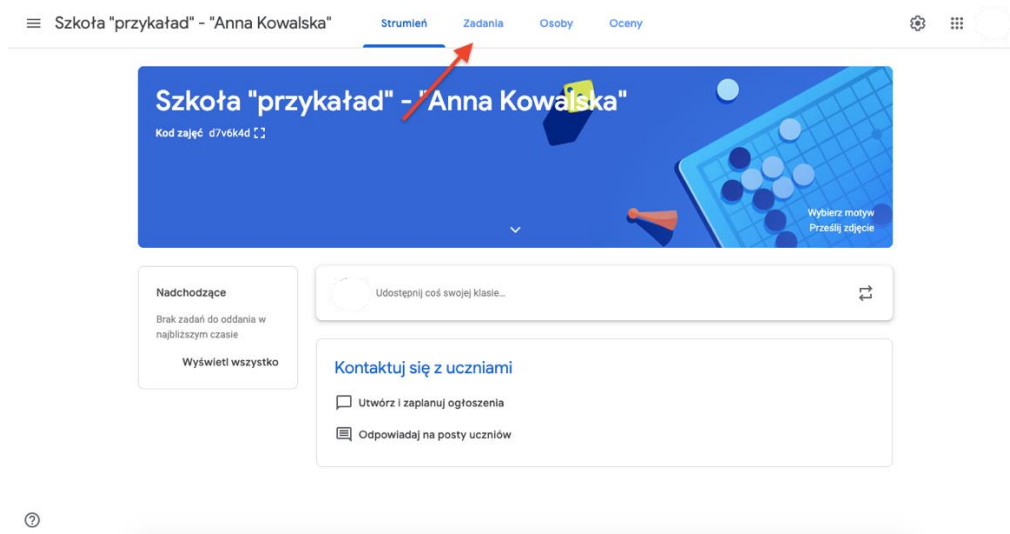 Szkoła "przykaład" - "Anna Kowalska"
Strumień
Zadania
Osoby
Oceny
Szkoła "przykaład" - "Anna Kowalska"
Kod zajęć d7v6k4d
Wybierz motyw
Prześlij zdjęcie
Nadchodzące
Brak zadań do oddania w
najbliższym czasie
Wyświetl wszystko
Udostępnij coś swojej klasie...
Kontaktuj się z uczniami
Utwórz i zaplanuj ogłoszenia
Odpowiadaj na posty uczniów